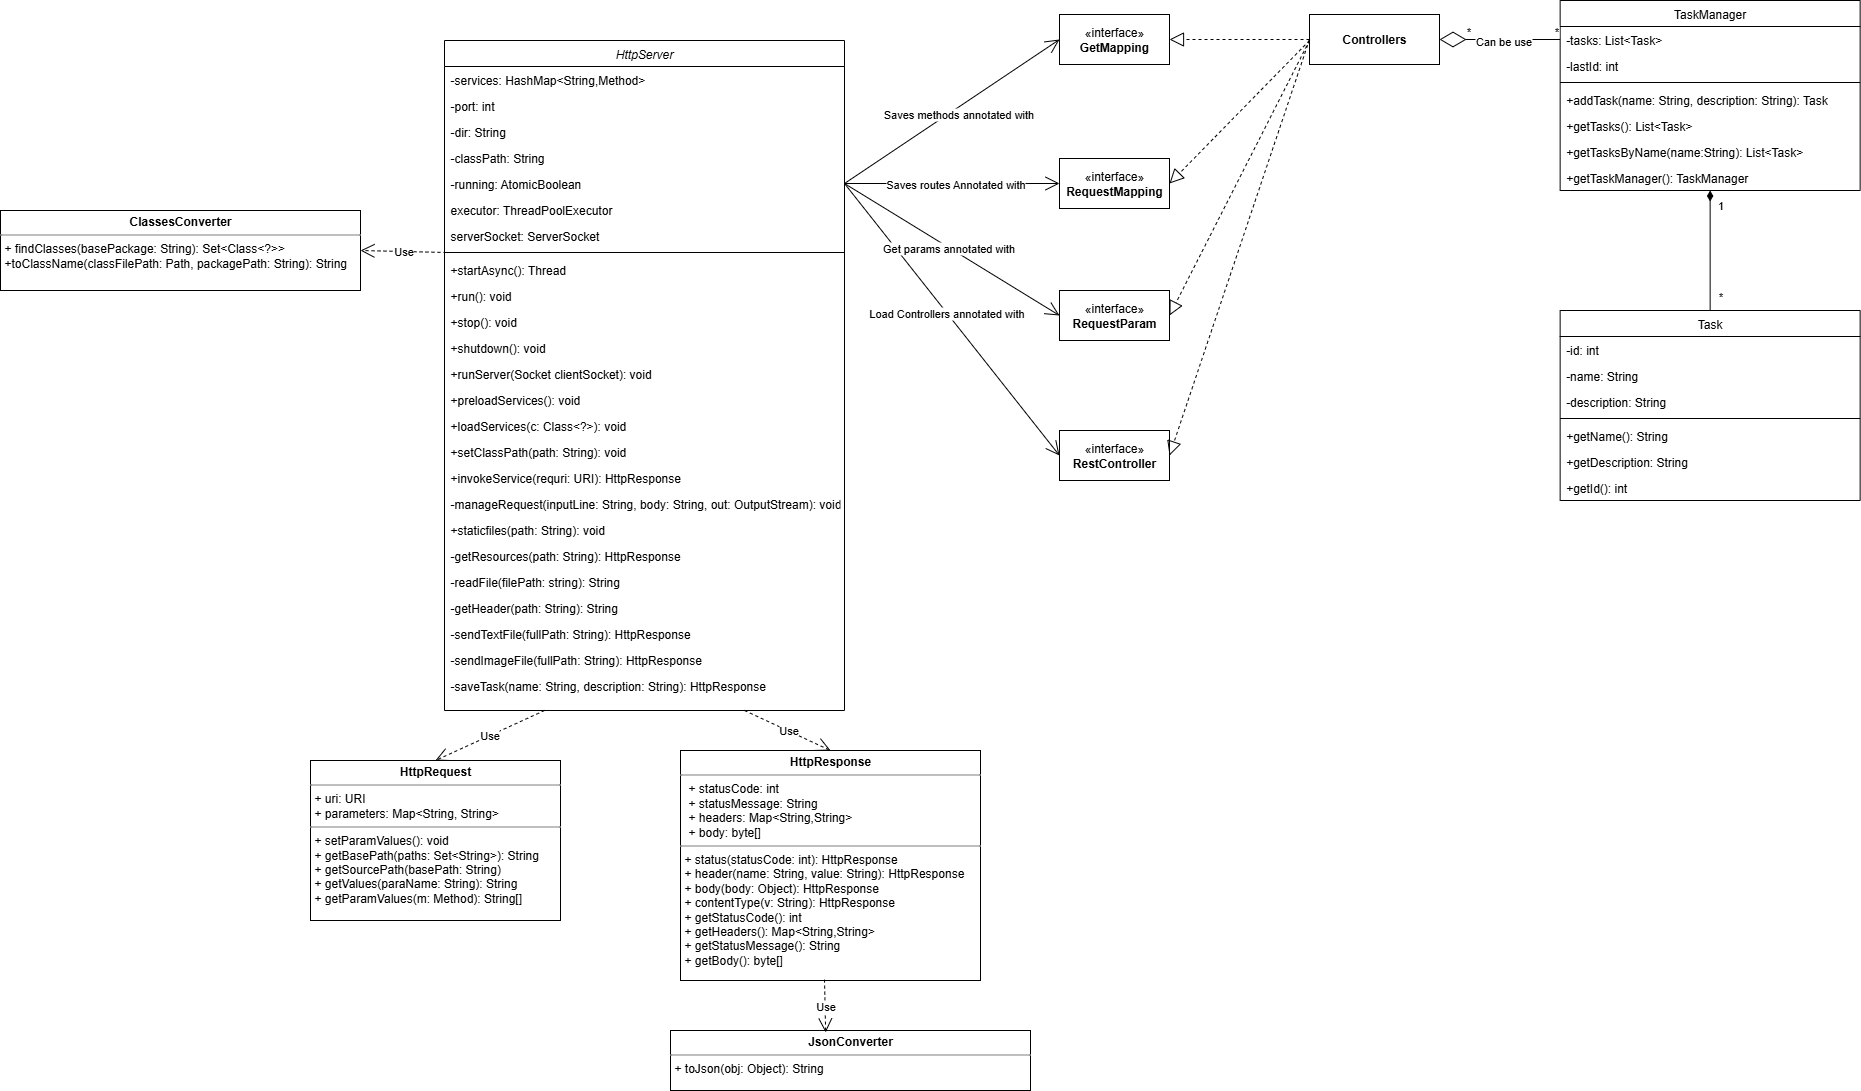 HttpServer
-services: HashMap<String,Method>
-port: int
-dir: String
-classPath: String
-running: AtomicBoolean
executor: ThreadPoolExecutor
serverSocket: ServerSocket
+startAsync(): Thread
+run(): void
+stop(): void
+shutdown(): void
+runServer(Socket clientSocket): void
+preloadServices(): void
+loadServices(c: Class<?>): void
+setClassPath(path: String): void
+invokeService(requri: URI): HttpResponse
-manageRequest(inputLine: String, body: String, out: OutputStream): void
+staticfiles(path: String): void
-getResources(path: String): HttpResponse
-readFile(filePath: string): String
-getHeader(path: String): String
-sendTextFile(fullPath: String): HttpResponse
-sendImageFile(fullPath: String): HttpResponse
-saveTask(name: String, description: String): HttpResponse
ClassesConverter
+ findClasses(basePackage: String): Set<Class<?>>
+toClassName(classFilePath: Path, packagePath: String): String
Use
Saves methods annotated with
Saves routes Annotated with
Get params annotated with
Load Controllers annotated with
«interface»
GetMapping
«interface»
RequestMapping
«interface»
RequestParam
«interface»
RestController
Controllers
*
Can be use
*
TaskManager
-tasks: List<Task>
-lastId: int
+addTask(name: String, description: String): Task
+getTasks(): List<Task>
+getTasksByName(name:String): List<Task>
+getTaskManager(): TaskManager
1
*
Task
-id: int
-name: String
-description: String
+getName(): String
+getDescription: String
+getId(): int
Use
Use
HttpRequest
+ uri: URI
+ parameters: Map<String, String>
+ setParamValues(): void
+ getBasePath(paths: Set<String>): String
+ getSourcePath(basePath: String)
+ getValues(paraName: String): String
+ getParamValues(m: Method): String[]
HttpResponse
+ statusCode: int
+ statusMessage: String
+ headers: Map<String,String>
+ body: byte[]
+ status(statusCode: int): HttpResponse
+ header(name: String, value: String): HttpResponse
+ body(body: Object): HttpResponse
+ contentType(v: String): HttpResponse
+ getStatusCode(): int
+ getHeaders(): Map<String,String>
+ getStatusMessage(): String
+ getBody(): byte[]
Use
JsonConverter
+ toJson(obj: Object): String